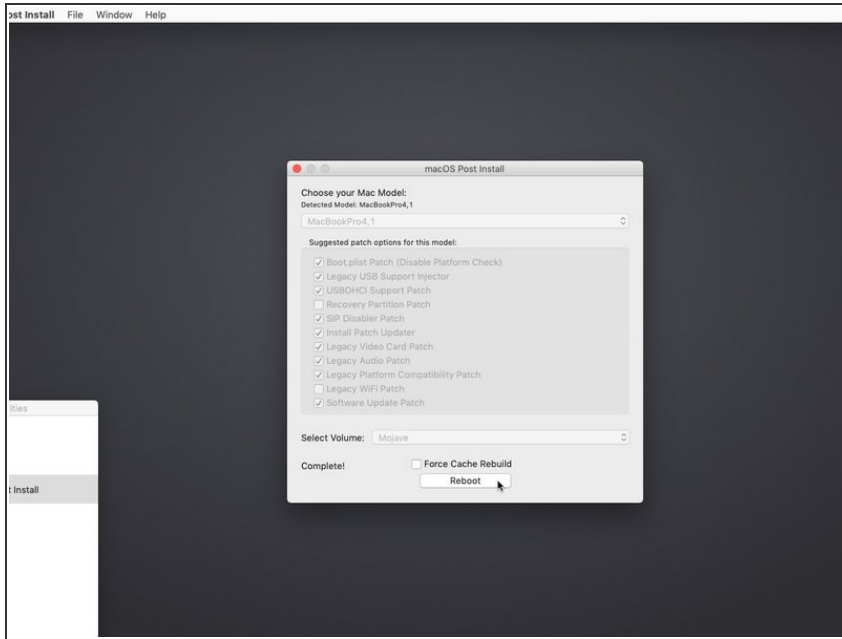 ost Install File Window Help
macOS Post Install
Choose your Mac Model:
Detected Model: MacBookPro4,1
MacBookPro4,1
Suggested patch options for this model:
Boot.plist Patch (Disable Platform Check)
Legacy USB Support Injector
USBOHCI Support Patch
Recovery Partition Patch
SIP Disabler Patch
Install Patch Updater
Legacy Video Card Patch
Legacy Audio Patch
Legacy Platform Compatibility Patch
Legacy WiFi Patch
Software Update Patch
Select Volume: Mojave
Complete! Force Cache Rebuild
Reboot
ities
t Install